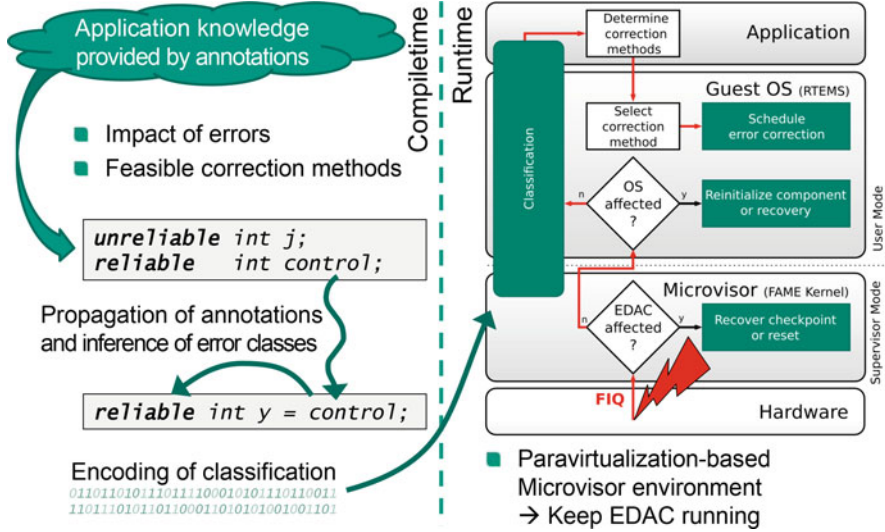 Application knowledge
provided by annotations
Impact of errors
Feasible correction methods
unreliable int j;
reliable int control;
Propagation of annotations
and inference of error classes
reliable int y = control;
Encoding of classification
Compiletime
Runtime
Determine
correction
methods
Application
Guest OS (RTEMS)
Select
correction
method
Schedule
error correction
Classification
n
OS
affected
?
y
Reinitialize component
or recovery
User Mode
Microvisor (FAME Kernel)
n
EDAC
affected
?
y
Recover checkpoint
or reset
Supervisor Mode
FIQ
Hardware
Paravirtualization-based
Microvisor environment
→ Keep EDAC running